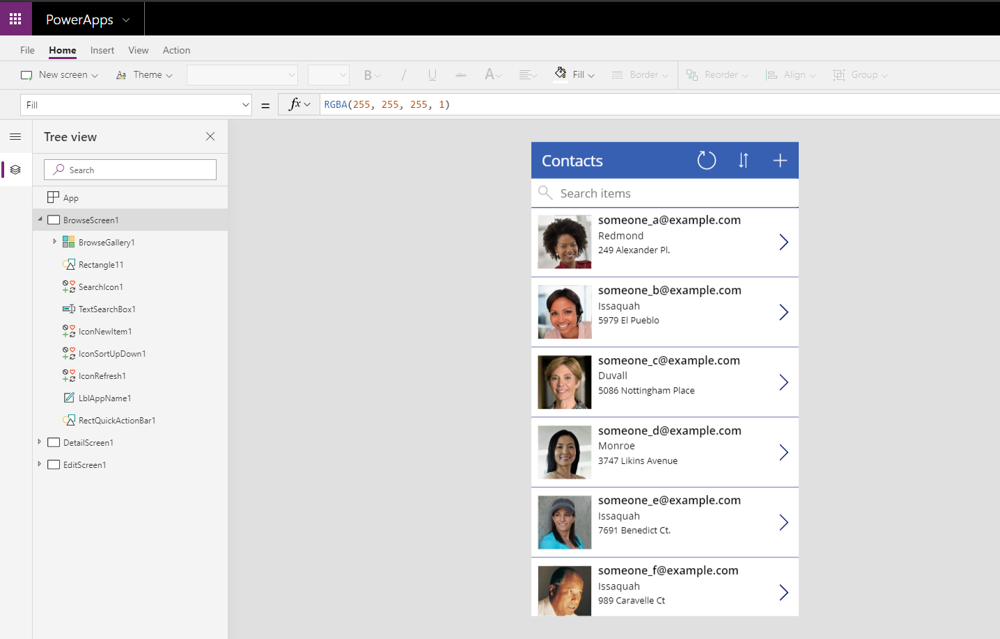 PowerApps
File Home Insert View Action
New screen Theme B / U abc A Fill Border Reorder Align Group
Fill = fx RGBA(255, 255, 255, 1)
Tree view
Search
App
BrowseScreen1
BrowseGallery1
Rectangle11
SearchIcon1
TextSearchBox1
IconNewItem1
IconSortUpDown1
IconRefresh1
LblAppName1
RectQuickActionBar1
DetailScreen1
EditScreen1
Contacts
Search items
someone_a@example.com
Redmond
249 Alexander Pl.
someone_b@example.com
Issaquah
5979 El Pueblo
someone_c@example.com
Duvall
5086 Nottingham Place
someone_d@example.com
Monroe
3747 Likins Avenue
someone_e@example.com
Issaquah
7691 Benedict Ct.
someone_f@example.com
Issaquah
989 Caravelle Ct